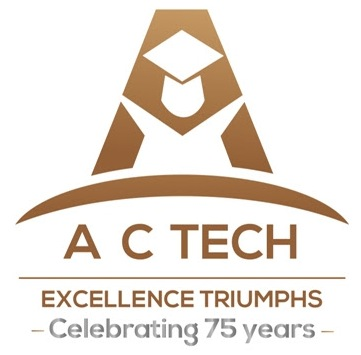 A C TECH
EXCELLENCE TRIUMPHS
– Celebrating 75 years –